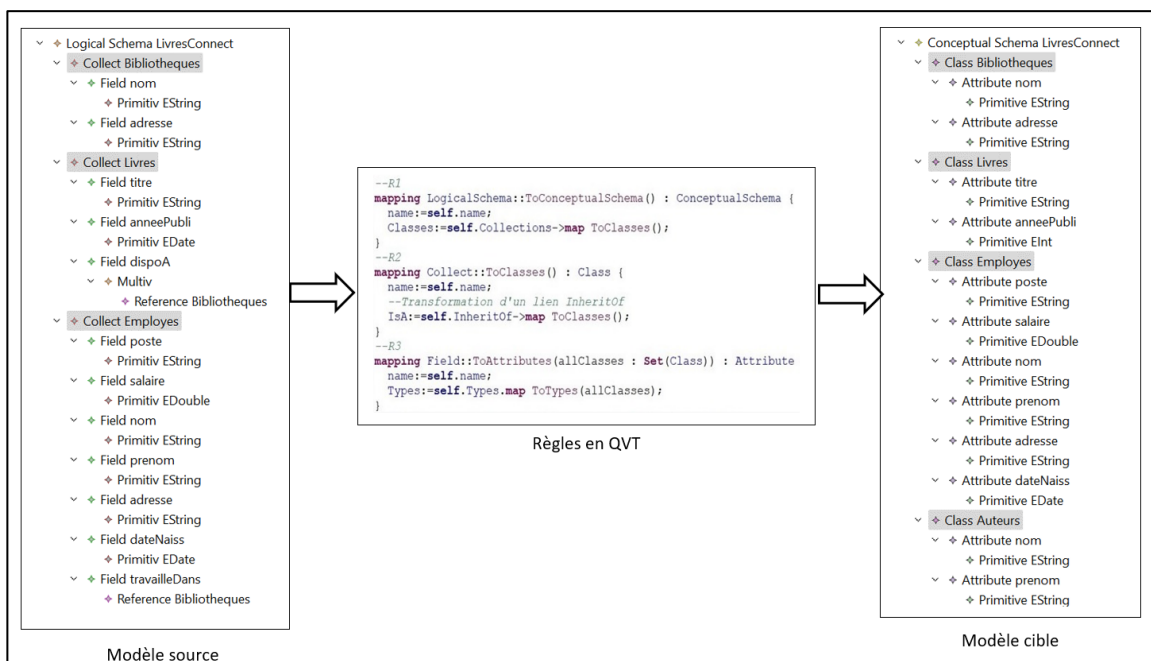 Logical Schema LivresConnect
Collect Bibliotheques
Field nom
Primitiv EString
Field adresse
Primitiv EString
Collect Livres
Field titre
Primitiv EString
Field anneePubli
Primitiv EDate
Field dispoA
Multiv
Reference Bibliotheques
Collect Employes
Field poste
Primitiv EString
Field salaire
Primitiv EDouble
Field nom
Primitiv EString
Field prenom
Primitiv EString
Field adresse
Primitiv EString
Field dateNaiss
Primitiv EDate
Field travailleDans
Reference Bibliotheques
Modèle source
--R1
mapping LogicalSchema::ToConceptualSchema() : ConceptualSchema {
name:=self.name;
Classes:=self.Collections->map ToClasses();
}
--R2
mapping Collect::ToClasses() : Class {
name:=self.name;
--Transformation d'un lien InheritOf
IsA:=self.InheritOf->map ToClasses();
}
--R3
mapping Field::ToAttributes(allClasses : Set(Class)) : Attribute
name:=self.name;
Types:=self.Types.map ToTypes(allClasses);
}
Règles en QVT
Conceptual Schema LivresConnect
Class Bibliotheques
Attribute nom
Primitive EString
Attribute adresse
Primitive EString
Class Livres
Attribute titre
Primitive EString
Attribute anneePubli
Primitive EInt
Class Employes
Attribute poste
Primitive EString
Attribute salaire
Primitive EDouble
Attribute nom
Primitive EString
Attribute prenom
Primitive EString
Attribute adresse
Primitive EString
Attribute dateNaiss
Primitive EDate
Class Auteurs
Attribute nom
Primitive EString
Attribute prenom
Primitive EString
Modèle cible